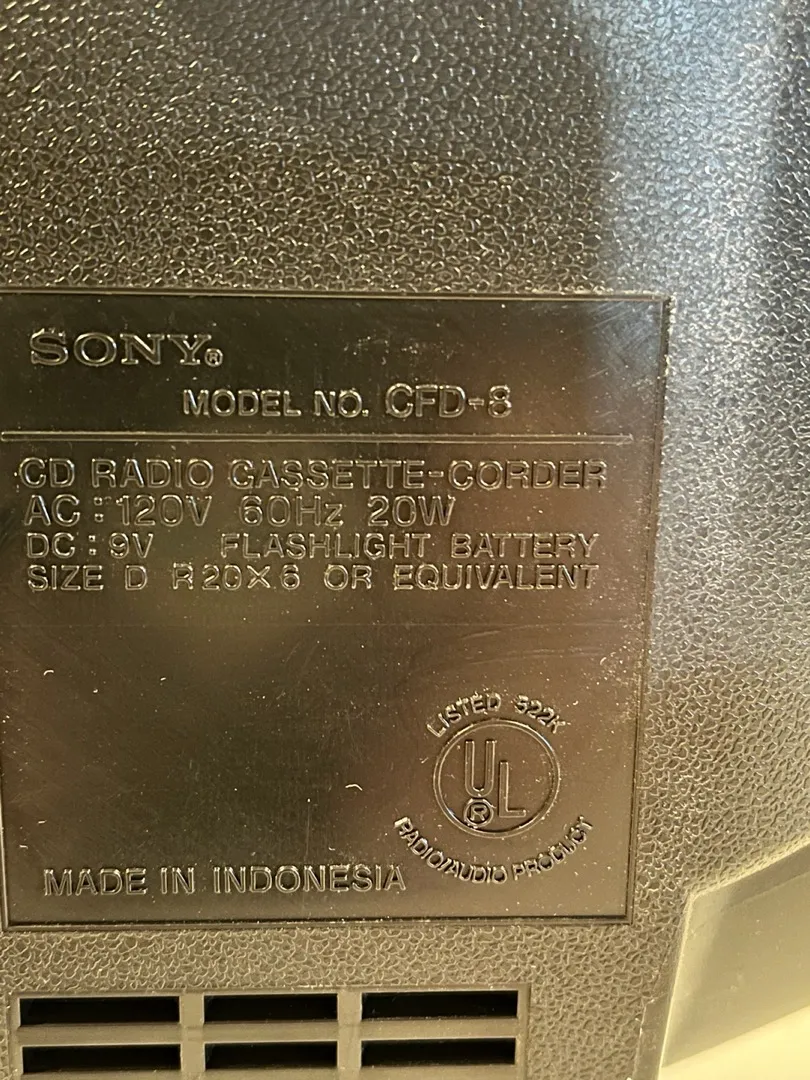 SONY®
MODEL NO. CFD-8
CD RADIO CASSETTE-CORDER
AC : 120V 60Hz 20W
DC : 9V FLASHLIGHT BATTERY
SIZE D R20×6 OR EQUIVALENT
LISTED 322K
UL®
RADIO/AUDIO PRODUCT
MADE IN INDONESIA